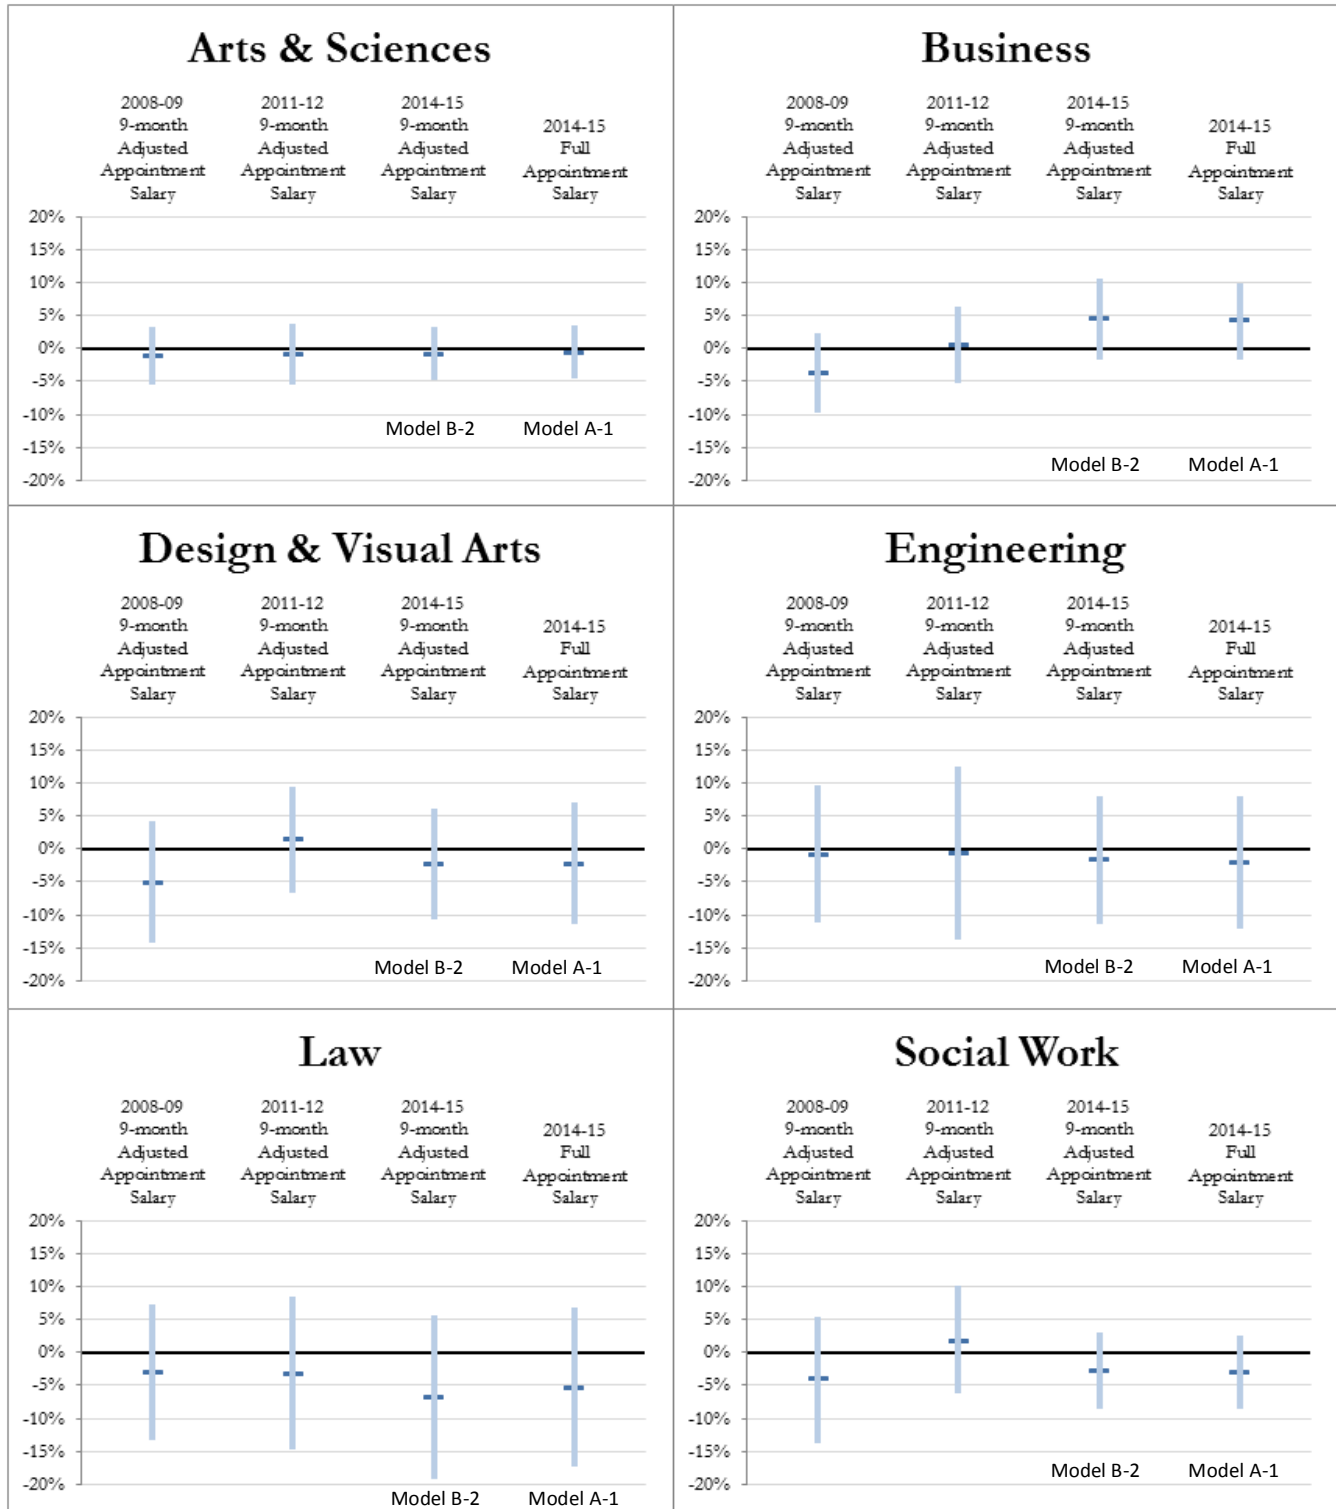 Arts & Sciences
2008-09
9-month
Adjusted
Appointment
Salary
2011-12
9-month
Adjusted
Appointment
Salary
2014-15
9-month
Adjusted
Appointment
Salary
2014-15
Full
Appointment
Salary
20%
15%
10%
5%
0%
-5%
-10%
-15%
-20%
Model B-2
Model A-1
Business
2008-09
9-month
Adjusted
Appointment
Salary
2011-12
9-month
Adjusted
Appointment
Salary
2014-15
9-month
Adjusted
Appointment
Salary
2014-15
Full
Appointment
Salary
20%
15%
10%
5%
0%
-5%
-10%
-15%
-20%
Model B-2
Model A-1
Design & Visual Arts
2008-09
9-month
Adjusted
Appointment
Salary
2011-12
9-month
Adjusted
Appointment
Salary
2014-15
9-month
Adjusted
Appointment
Salary
2014-15
Full
Appointment
Salary
20%
15%
10%
5%
0%
-5%
-10%
-15%
-20%
Model B-2
Model A-1
Engineering
2008-09
9-month
Adjusted
Appointment
Salary
2011-12
9-month
Adjusted
Appointment
Salary
2014-15
9-month
Adjusted
Appointment
Salary
2014-15
Full
Appointment
Salary
20%
15%
10%
5%
0%
-5%
-10%
-15%
-20%
Model B-2
Model A-1
Law
2008-09
9-month
Adjusted
Appointment
Salary
2011-12
9-month
Adjusted
Appointment
Salary
2014-15
9-month
Adjusted
Appointment
Salary
2014-15
Full
Appointment
Salary
20%
15%
10%
5%
0%
-5%
-10%
-15%
-20%
Model B-2
Model A-1
Social Work
2008-09
9-month
Adjusted
Appointment
Salary
2011-12
9-month
Adjusted
Appointment
Salary
2014-15
9-month
Adjusted
Appointment
Salary
2014-15
Full
Appointment
Salary
20%
15%
10%
5%
0%
-5%
-10%
-15%
-20%
Model B-2
Model A-1